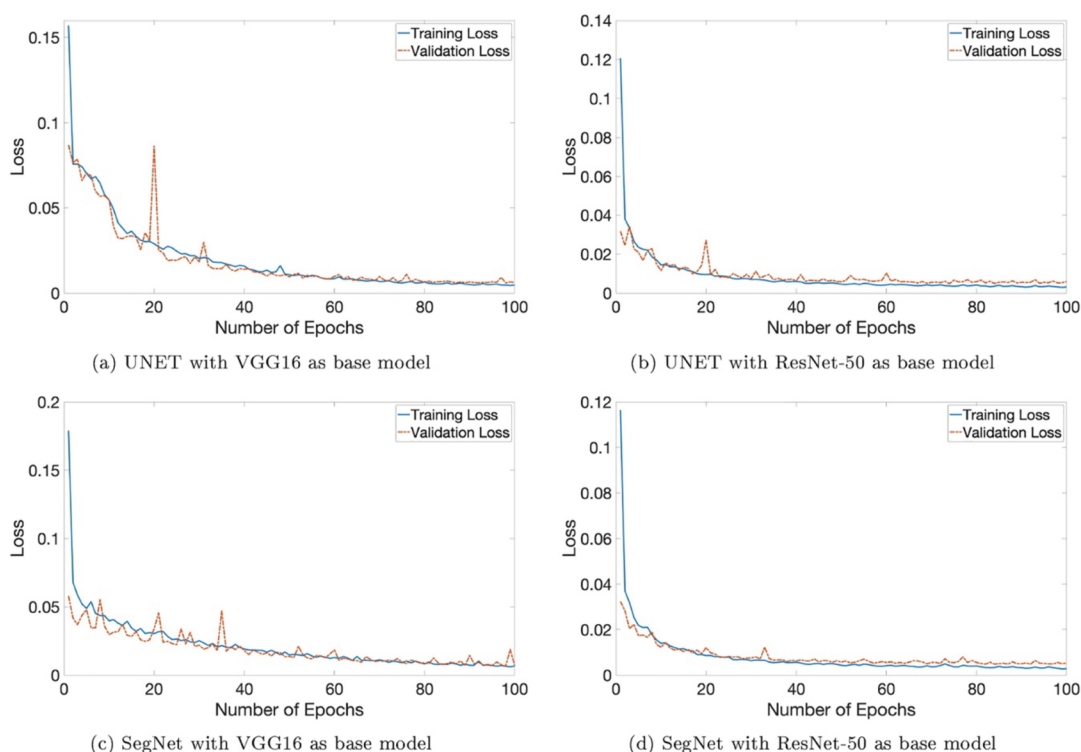 0.15
0.1
0.05
0
Loss
0 20 40 60 80 100
Number of Epochs
Training Loss
Validation Loss
(a) UNET with VGG16 as base model
0.14
0.12
0.1
0.08
0.06
0.04
0.02
0
Loss
0 20 40 60 80 100
Number of Epochs
Training Loss
Validation Loss
(b) UNET with ResNet-50 as base model
0.2
0.15
0.1
0.05
0
Loss
0 20 40 60 80 100
Number of Epochs
Training Loss
Validation Loss
(c) SegNet with VGG16 as base model
0.12
0.1
0.08
0.06
0.04
0.02
0
Loss
0 20 40 60 80 100
Number of Epochs
Training Loss
Validation Loss
(d) SegNet with ResNet-50 as base model